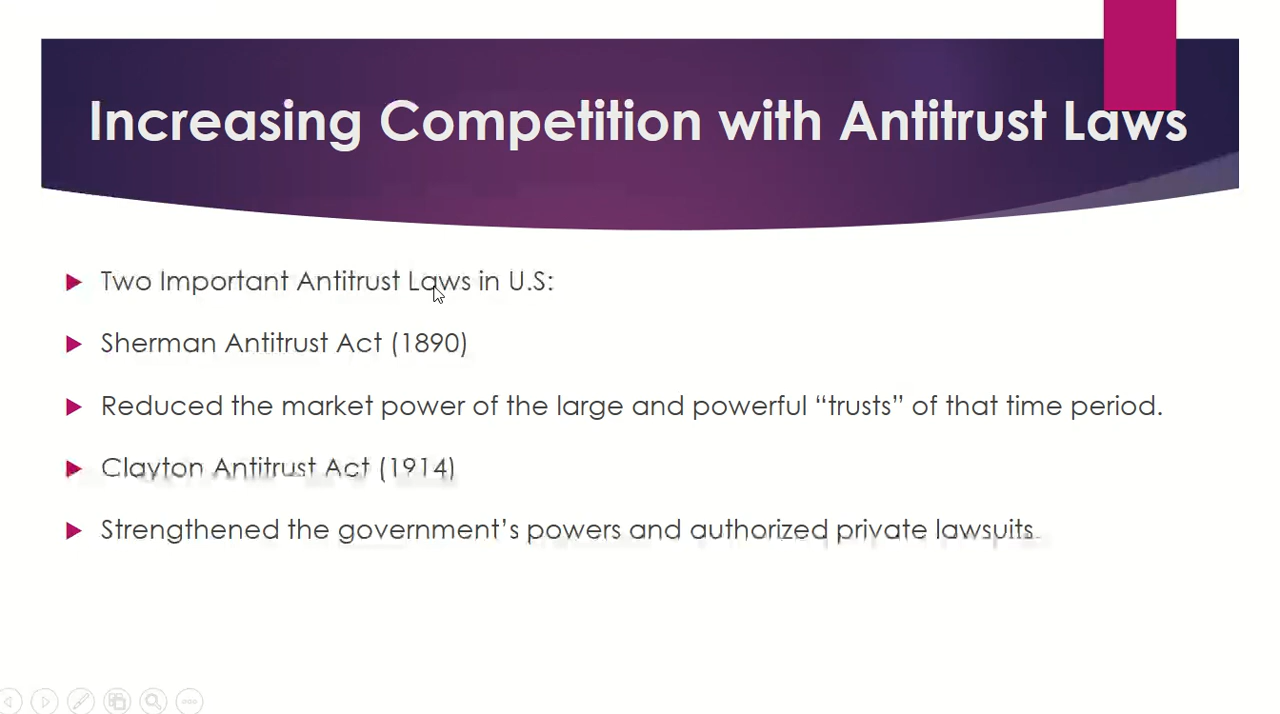 Increasing Competition with Antitrust Laws
Two Important Antitrust Laws in U.S:
Sherman Antitrust Act (1890)
Reduced the market power of the large and powerful “trusts” of that time period.
Clayton Antitrust Act (1914)
Strengthened the government’s powers and authorized private lawsuits.